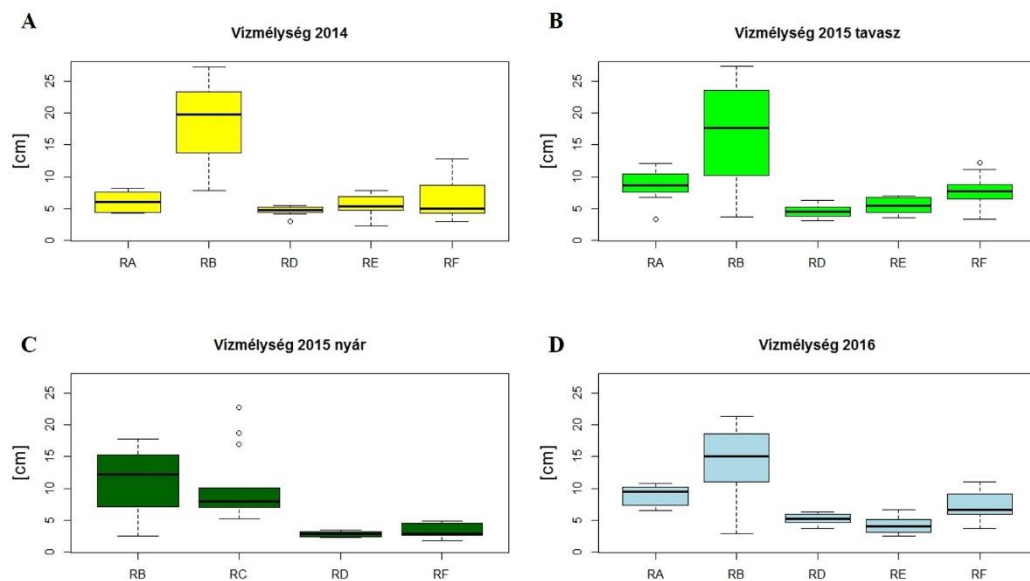 A
Vízmélység 2014
[cm]
0 5 10 15 20 25
RA RB RD RE RF
B
Vízmélység 2015 tavasz
[cm]
0 5 10 15 20 25
RA RB RD RE RF
C
Vízmélység 2015 nyár
[cm]
0 5 10 15 20 25
RB RC RD RF
D
Vízmélység 2016
[cm]
0 5 10 15 20 25
RA RB RD RE RF